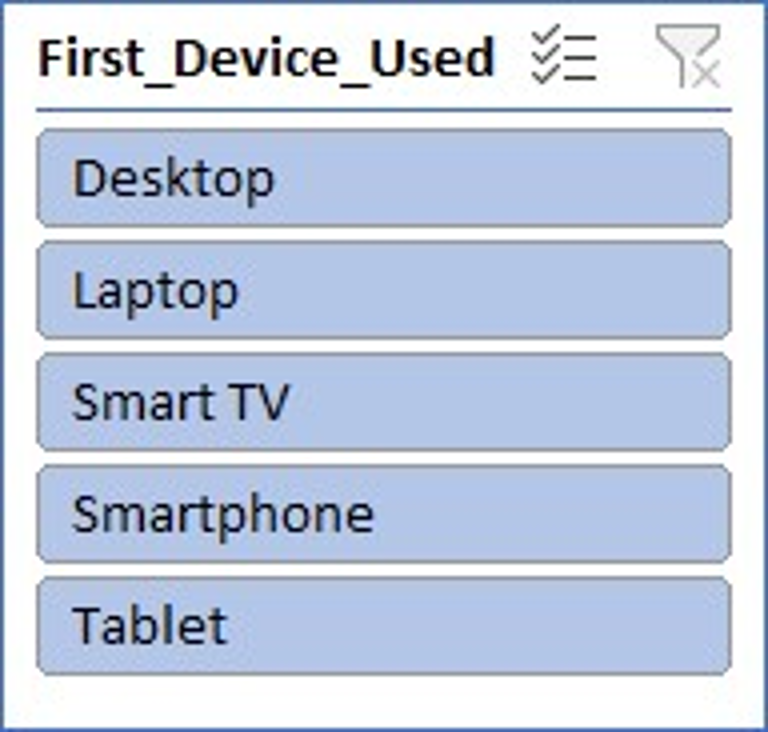 First_Device_Used
Desktop
Laptop
Smart TV
Smartphone
Tablet